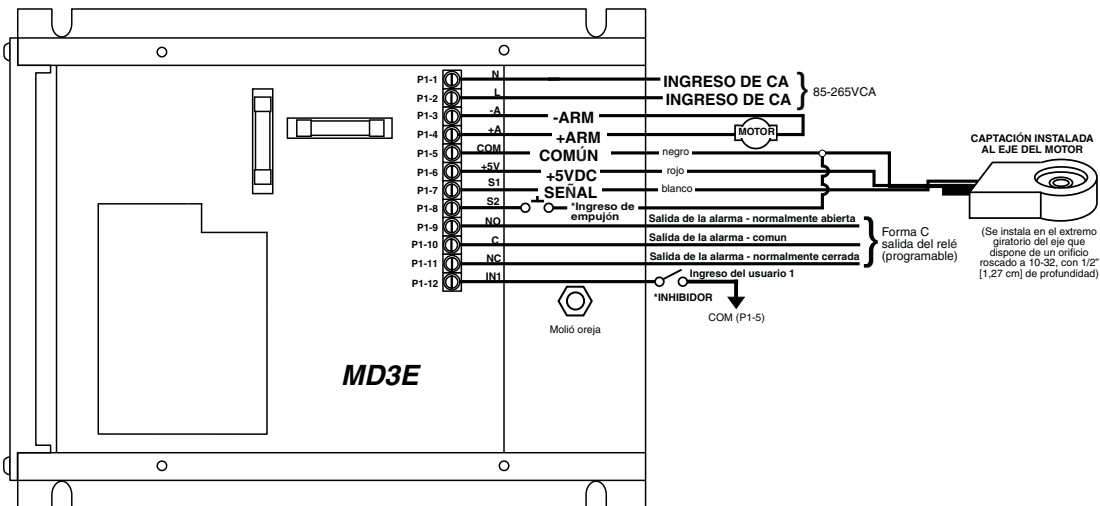 P1-1 N INGRESO DE CA
P1-2 L INGRESO DE CA
85-265VCA
P1-3 -A -ARM
P1-4 +A +ARM
MOTOR
P1-5 COM COMÚN negro
P1-6 +5V +5VDC rojo
P1-7 S1 SEÑAL blanco
P1-8 S2 *Ingreso de
empujón
P1-9 NO Salida de la alarma - normalmente abierta
P1-10 C Salida de la alarma - comun
P1-11 NC Salida de la alarma - normalmente cerrada
Forma C
salida del relé
(programable)
P1-12 IN1 Ingreso del usuario 1
*INHIBIDOR
COM (P1-5)
CAPTACIÓN INSTALADA
AL EJE DEL MOTOR
(Se instala en el extremo
giratorio del eje que
dispone de un orificio
roscado a 10-32, con 1/2"
[1,27 cm] de profundidad)
Molió oreja
MD3E